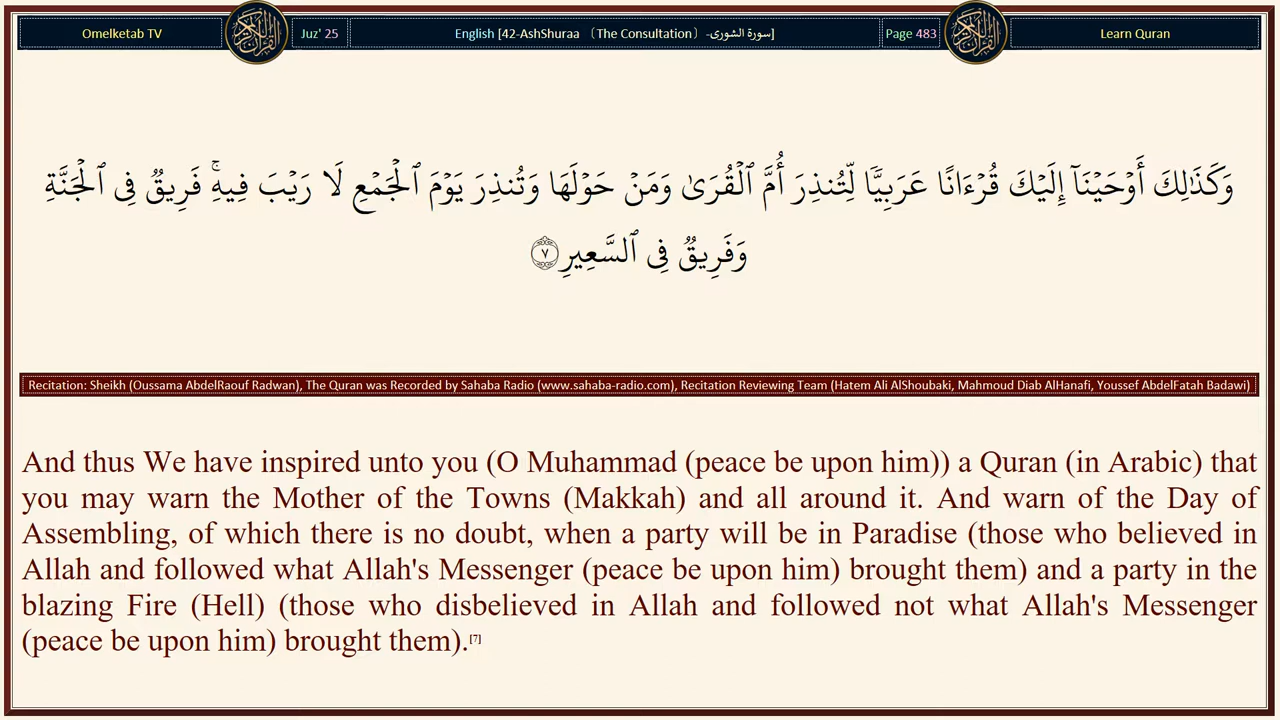 Omelketab TV
Juz' 25
English [42-AshShuraa （The Consultation）-سورة الشورى]
Page 483
Learn Quran
وَكَذَٰلِكَ أَوۡحَيۡنَآ إِلَيۡكَ قُرۡءَانًا عَرَبِيّٗا لِّتُنذِرَ أُمَّ ٱلۡقُرَىٰ وَمَنۡ حَوۡلَهَا وَتُنذِرَ يَوۡمَ ٱلۡجَمۡعِ لَا رَيۡبَ فِيهِۚ فَرِيقٞ فِي ٱلۡجَنَّةِ
وَفَرِيقٞ فِي ٱلسَّعِيرِ ٧
Recitation: Sheikh (Oussama AbdelRaouf Radwan), The Quran was Recorded by Sahaba Radio (www.sahaba-radio.com), Recitation Reviewing Team (Hatem Ali AlShoubaki, Mahmoud Diab AlHanafi, Youssef AbdelFatah Badawi)
And thus We have inspired unto you (O Muhammad (peace be upon him)) a Quran (in Arabic) that
you may warn the Mother of the Towns (Makkah) and all around it. And warn of the Day of
Assembling, of which there is no doubt, when a party will be in Paradise (those who believed in
Allah and followed what Allah's Messenger (peace be upon him) brought them) and a party in the
blazing Fire (Hell) (those who disbelieved in Allah and followed not what Allah's Messenger
(peace be upon him) brought them).[7]